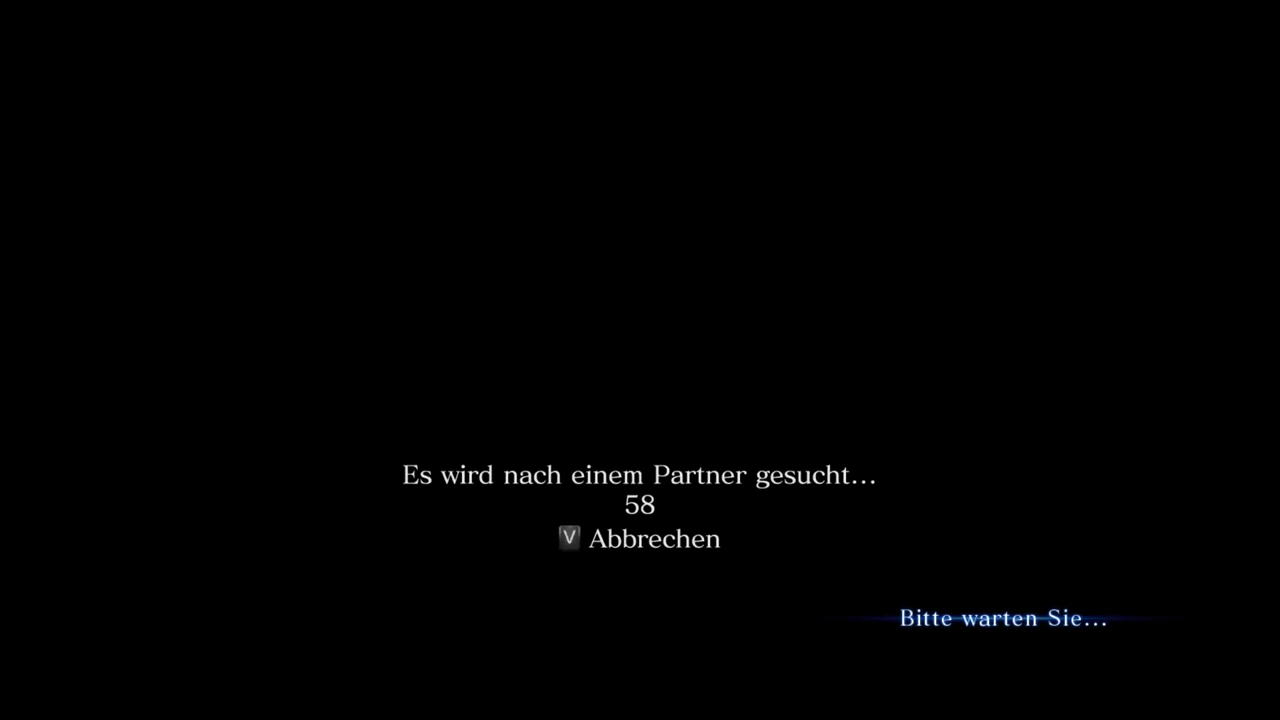 Es wird nach einem Partner gesucht...
58
V Abbrechen
Bitte warten Sie...